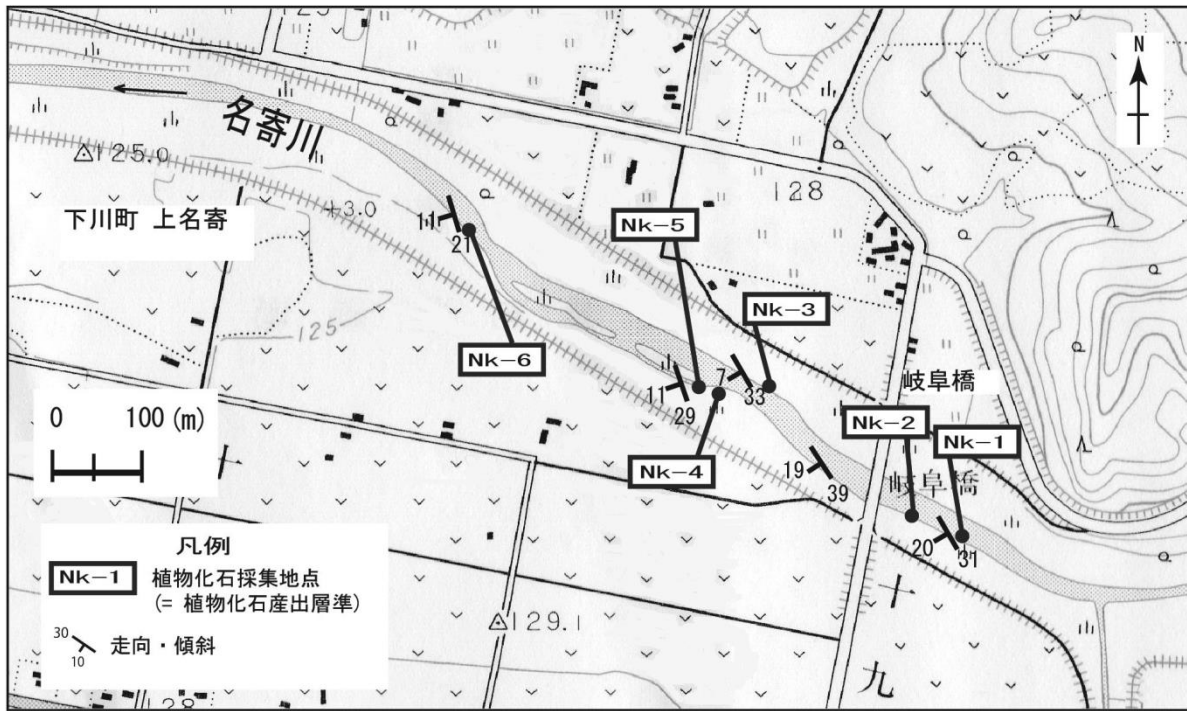 N
名寄川
125.0
下川町 上名寄
3.0
128
Nk-5
11
21
Nk-3
125
Nk-6
7
33
岐阜橋
11
29
Nk-2
Nk-1
0 100 (m)
Nk-4
19
39
岐阜橋
20
31
凡例
Nk-1 植物化石採集地点
(= 植物化石産出層準)
129.1
30
10 走向・傾斜
九
128